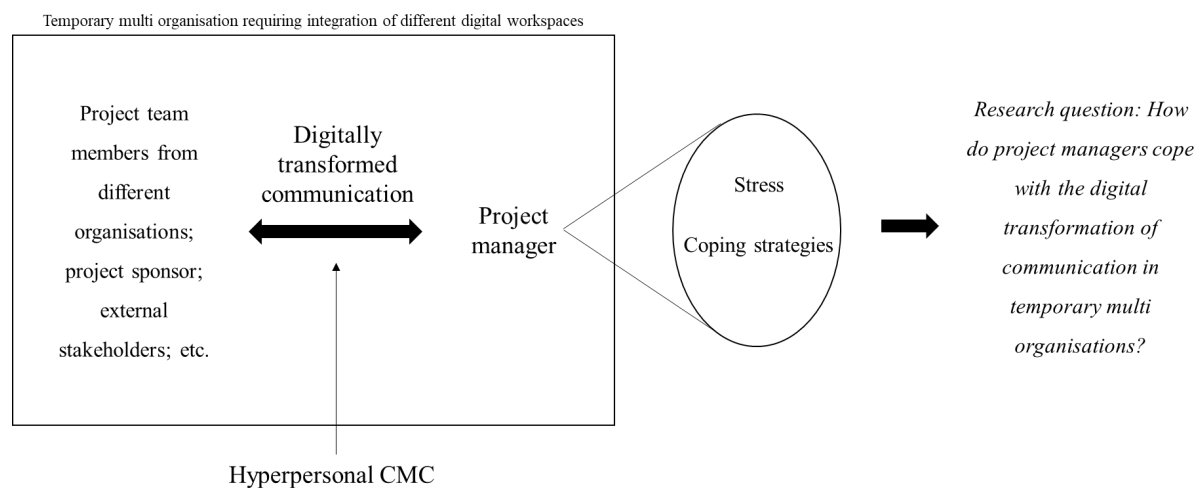 Temporary multi organisation requiring integration of different digital workspaces
Project team
members from
different
organisations;
project sponsor;
external
stakeholders; etc.
Digitally
transformed
communication
Project
manager
Hyperpersonal CMC
Stress
Coping strategies
Research question: How
do project managers cope
with the digital
transformation of
communication in
temporary multi
organisations?